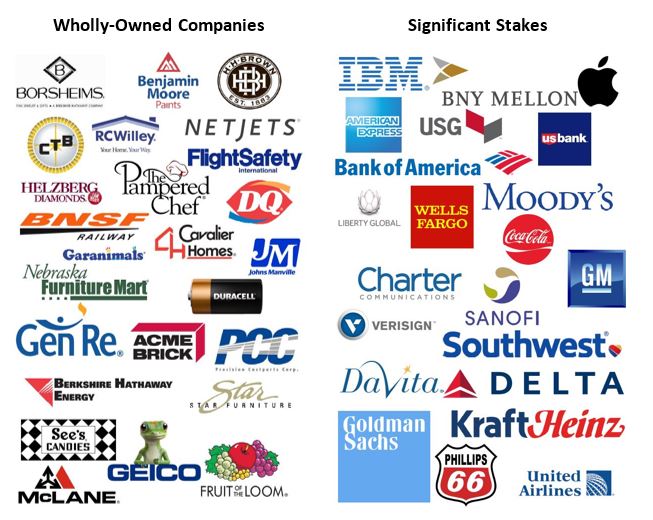 Wholly-Owned Companies
Significant Stakes
BORSHEIMS.
FINE JEWELRY & GIFTS • A BERKSHIRE HATHAWAY COMPANY
Benjamin
Moore
Paints
H·H·BROWN
HHB
EST. 1883
CTB
RCWilley®
Your Home. Your Way.
NETJETS®
FlightSafety
International
HELZBERG
DIAMONDS®
The
Pampered
Chef®
DQ
BNSF
RAILWAY
Cavalier
Homes®
Garanimals®
JM
Johns Manville
Nebraska
Furniture Mart®
DURACELL
Gen Re®
ACME
BRICK
PCC
Precision Castparts Corp.
BERKSHIRE HATHAWAY
ENERGY
Star
STAR FURNITURE
See's
CANDIES
GEICO
FRUIT OF THE LOOM®
McLANE®
IBM
BNY MELLON
AMERICAN
EXPRESS
USG
usbank
Bank of America
LIBERTY GLOBAL
WELLS
FARGO
MOODY'S
Coca-Cola
Charter
COMMUNICATIONS
SANOFI
GM
VERISIGN™
Southwest®
DaVita®
DELTA
Goldman
Sachs
KraftHeinz
PHILLIPS
66
United
Airlines